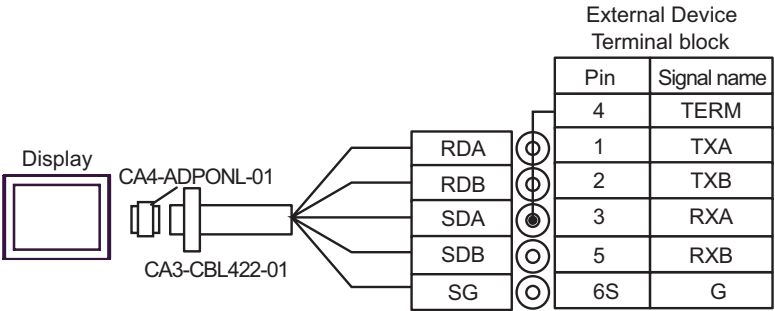 External Device
Terminal block
Pin Signal name
4 TERM
RDA 1 TXA
Display
CA4-ADPONL-01
RDB 2 TXB
SDA 3 RXA
SDB 5 RXB
CA3-CBL422-01
SG 6S G